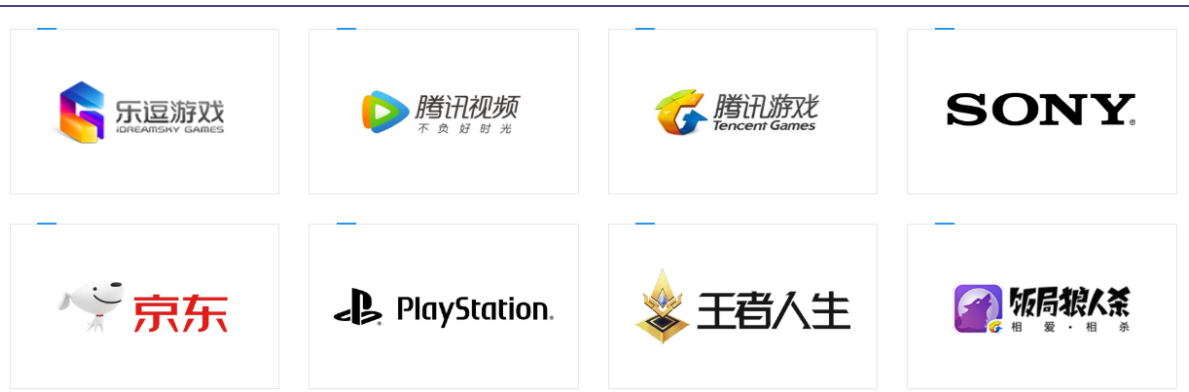 乐逗游戏
iDREAMSKY GAMES
腾讯视频
不负好时光
腾讯游戏
Tencent Games
SONY®
京东
PlayStation®
王者人生
饭局狼人杀
相爱·相杀